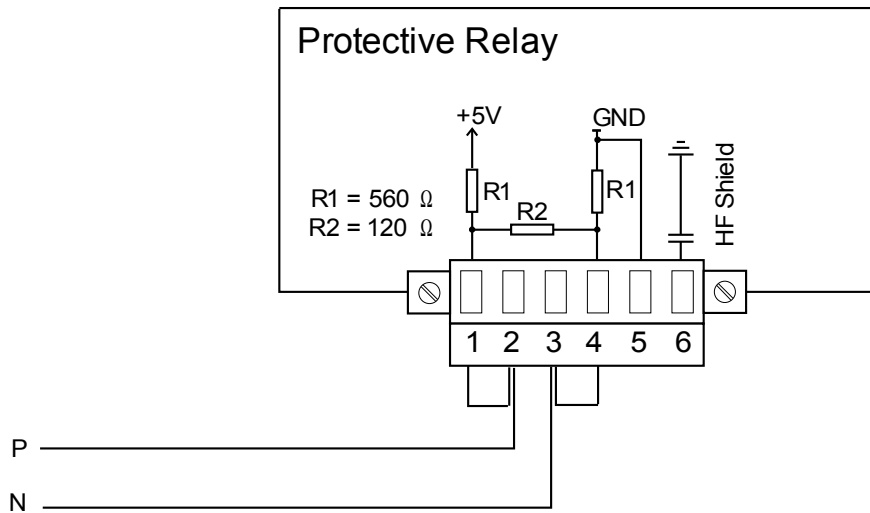 Protective Relay
+5V
GND
R1
R1
HF Shield
R1 = 560 Ω
R2
R2 = 120 Ω
1 2 3 4 5 6
P
N